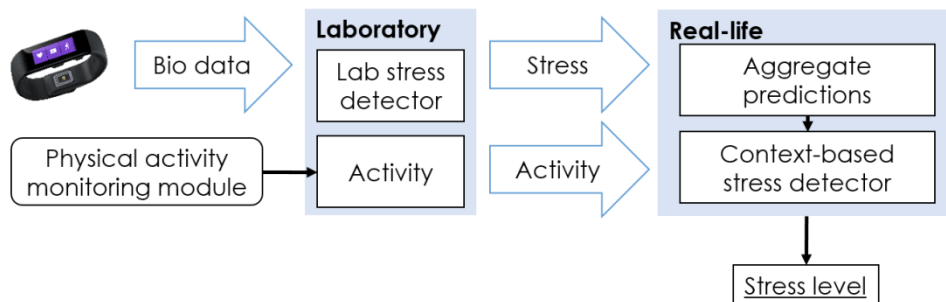 Bio data
Physical activity
monitoring module
Laboratory
Lab stress
detector
Activity
Stress
Activity
Real-life
Aggregate
predictions
Context-based
stress detector
Stress level